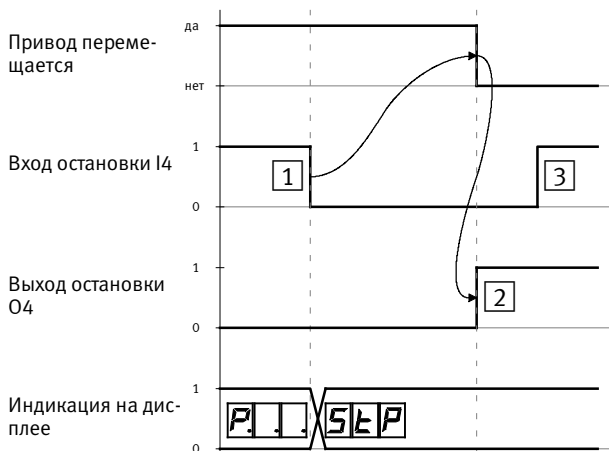 да
Привод переме-
щается
нет
1
Вход остановки I4
1
3
0
1
Выход остановки
O4
2
0
1
Индикация на дис-
плее
P. . . StP
0